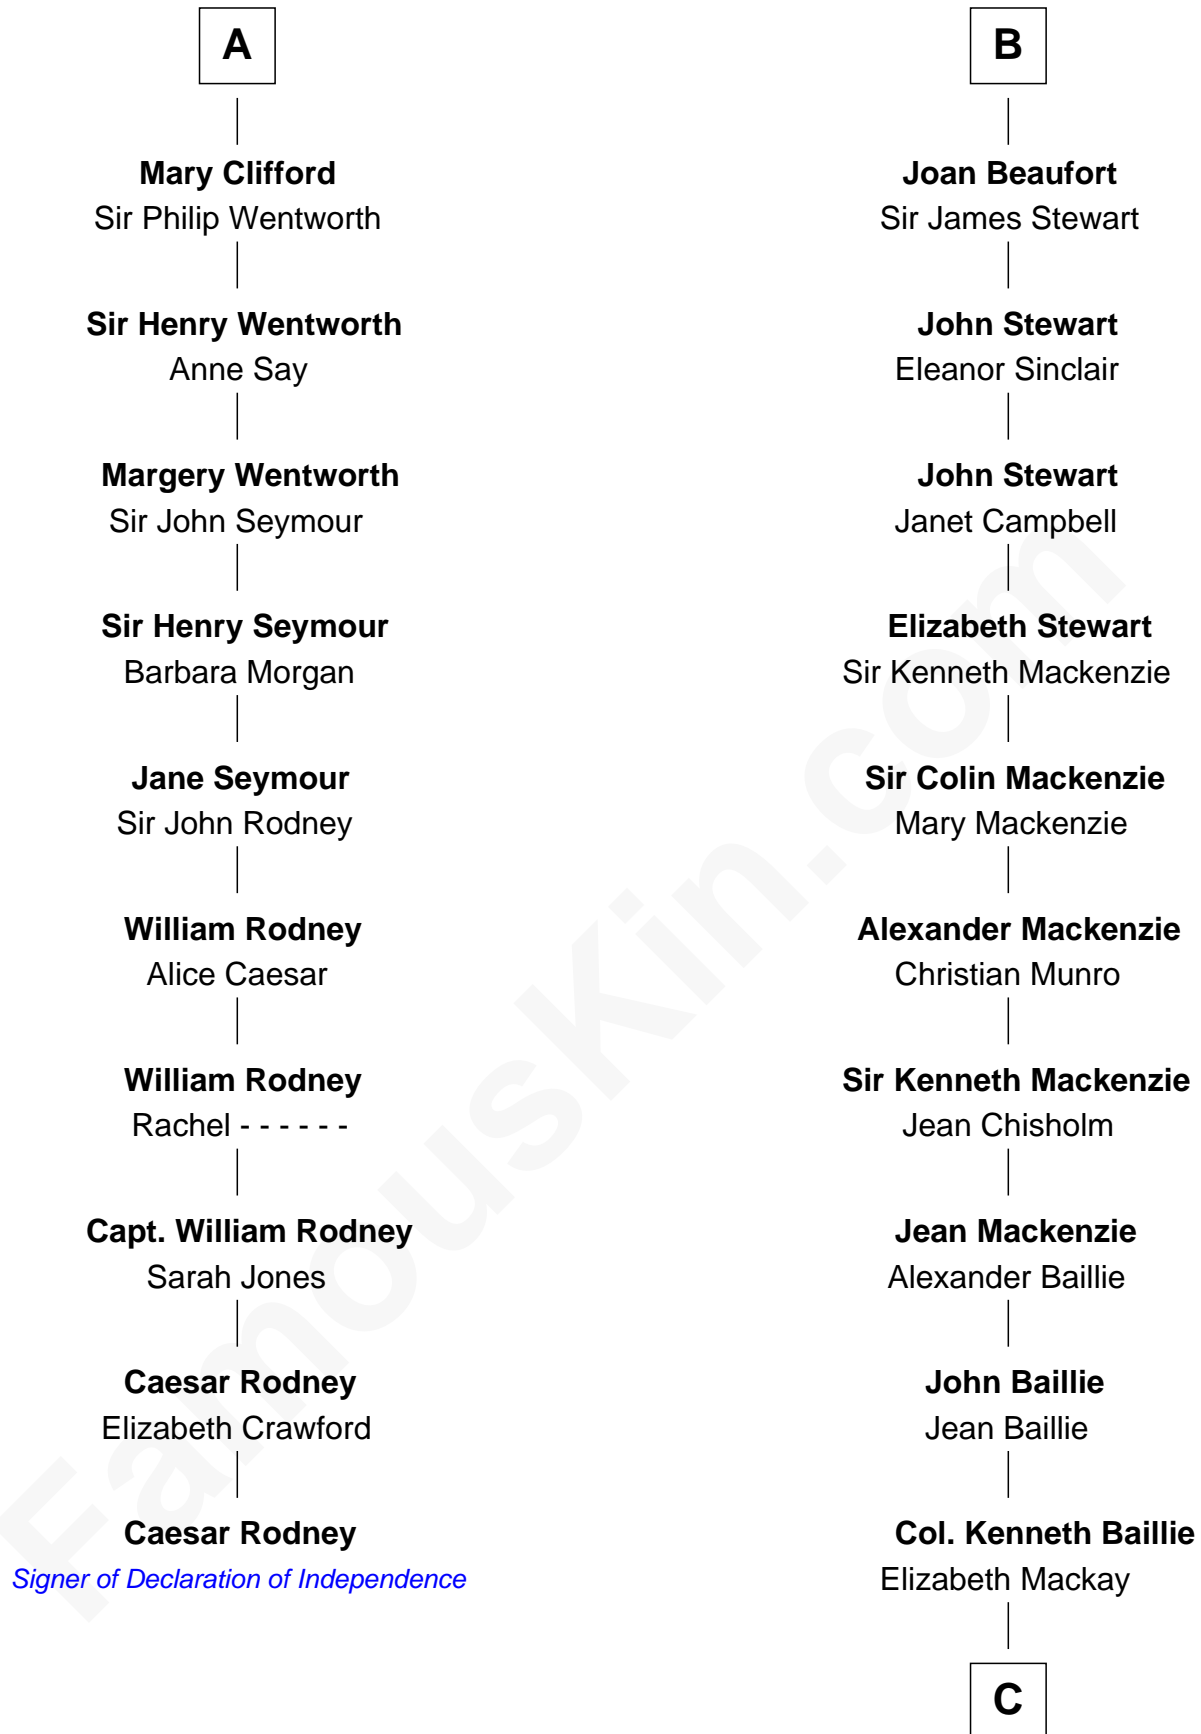 A
Mary Clifford
Sir Philip Wentworth
Sir Henry Wentworth
Anne Say
Margery Wentworth
Sir John Seymour
Sir Henry Seymour
Barbara Morgan
Jane Seymour
Sir John Rodney
William Rodney
Alice Caesar
William Rodney
Rachel - - - - - -
Capt. William Rodney
Sarah Jones
Caesar Rodney
Elizabeth Crawford
Caesar Rodney
Signer of Declaration of Independence
B
Joan Beaufort
Sir James Stewart
John Stewart
Eleanor Sinclair
John Stewart
Janet Campbell
Elizabeth Stewart
Sir Kenneth Mackenzie
Sir Colin Mackenzie
Mary Mackenzie
Alexander Mackenzie
Christian Munro
Sir Kenneth Mackenzie
Jean Chisholm
Jean Mackenzie
Alexander Baillie
John Baillie
Jean Baillie
Col. Kenneth Baillie
Elizabeth Mackay
C
FamousKin.com